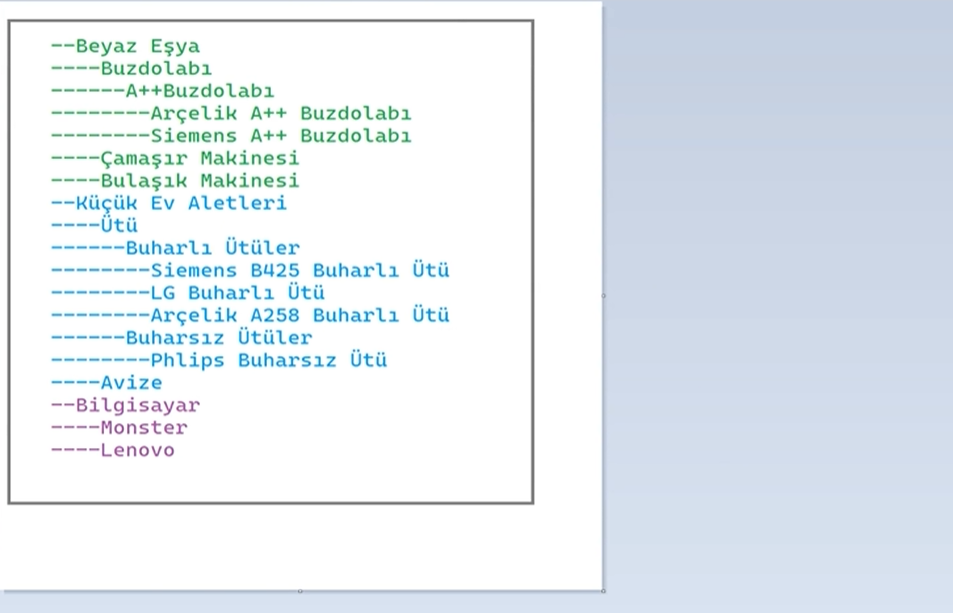 --Beyaz Eşya
----Buzdolabı
------A++Buzdolabı
--------Arçelik A++ Buzdolabı
--------Siemens A++ Buzdolabı
----Çamaşır Makinesi
----Bulaşık Makinesi
--Küçük Ev Aletleri
----Ütü
------Buharlı Ütüler
--------Siemens B425 Buharlı Ütü
--------LG Buharlı Ütü
--------Arçelik A258 Buharlı Ütü
------Buharsız Ütüler
--------Phlips Buharsız Ütü
----Avize
--Bilgisayar
----Monster
----Lenovo